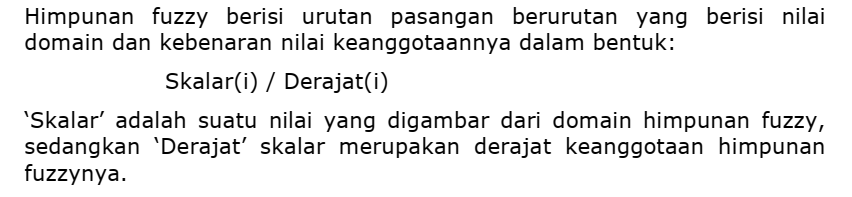 Himpunan fuzzy berisi urutan pasangan berurutan yang berisi nilai
domain dan kebenaran nilai keanggotaannya dalam bentuk:
Skalar(i) / Derajat(i)
‘Skalar’ adalah suatu nilai yang digambar dari domain himpunan fuzzy,
sedangkan ‘Derajat’ skalar merupakan derajat keanggotaan himpunan
fuzzynya.